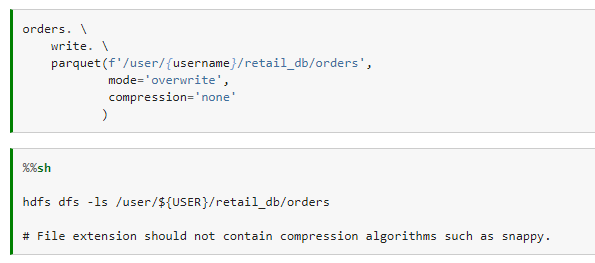 orders. \
    write. \
    parquet(f'/user/{username}/retail_db/orders',
            mode='overwrite',
            compression='none'
           )
%%sh
hdfs dfs -ls /user/${USER}/retail_db/orders
# File extension should not contain compression algorithms such as snappy.